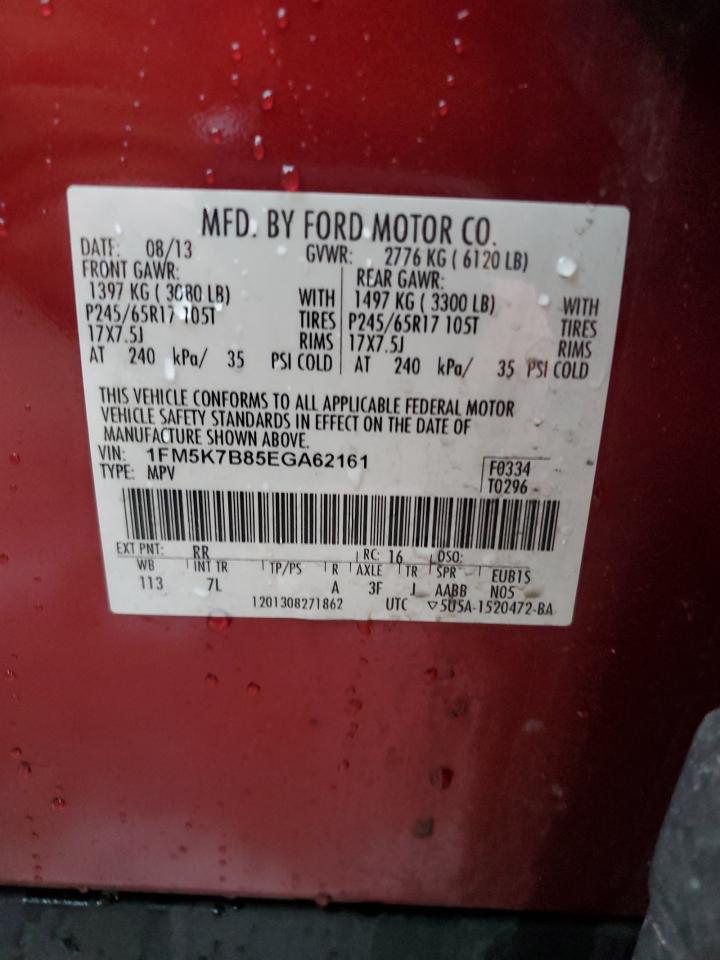 MFD. BY FORD MOTOR CO.
DATE: 08/13 GVWR: 2776 KG ( 6120 LB)
FRONT GAWR: REAR GAWR:
1397 KG ( 3080 LB) WITH 1497 KG ( 3300 LB) WITH
P245/65R17 105T TIRES P245/65R17 105T TIRES
17X7.5J RIMS 17X7.5J RIMS
AT 240 kPa/ 35 PSI COLD AT 240 kPa/ 35 PSI COLD
THIS VEHICLE CONFORMS TO ALL APPLICABLE FEDERAL MOTOR
VEHICLE SAFETY STANDARDS IN EFFECT ON THE DATE OF
MANUFACTURE SHOWN ABOVE.
VIN: 1FM5K7B85EGA62161 F0334
TYPE: MPV T0296
EXT PNT: RR RC: 16 DSO:
WB INT TR TP/PS R AXLE TR SPR EUB1S
113 7L A 3F J AABB N05
1201308271862 UTC ▽5U5A-1520472-BA